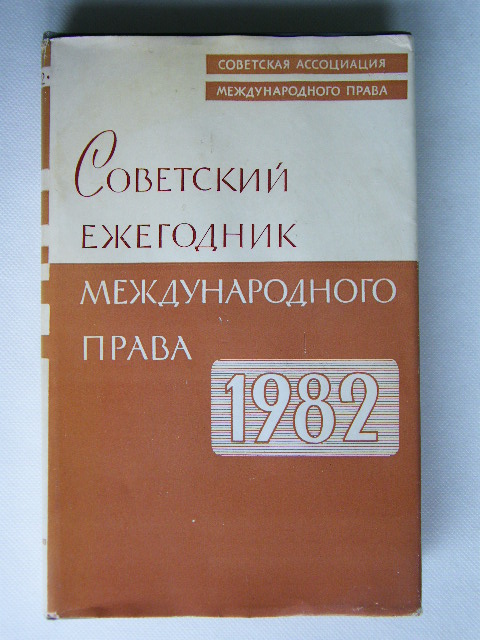 СОВЕТСКАЯ АССОЦИАЦИЯ
МЕЖДУНАРОДНОГО ПРАВА
СОВЕТСКИЙ
ЕЖЕГОДНИК
МЕЖДУНАРОДНОГО
ПРАВА
1982